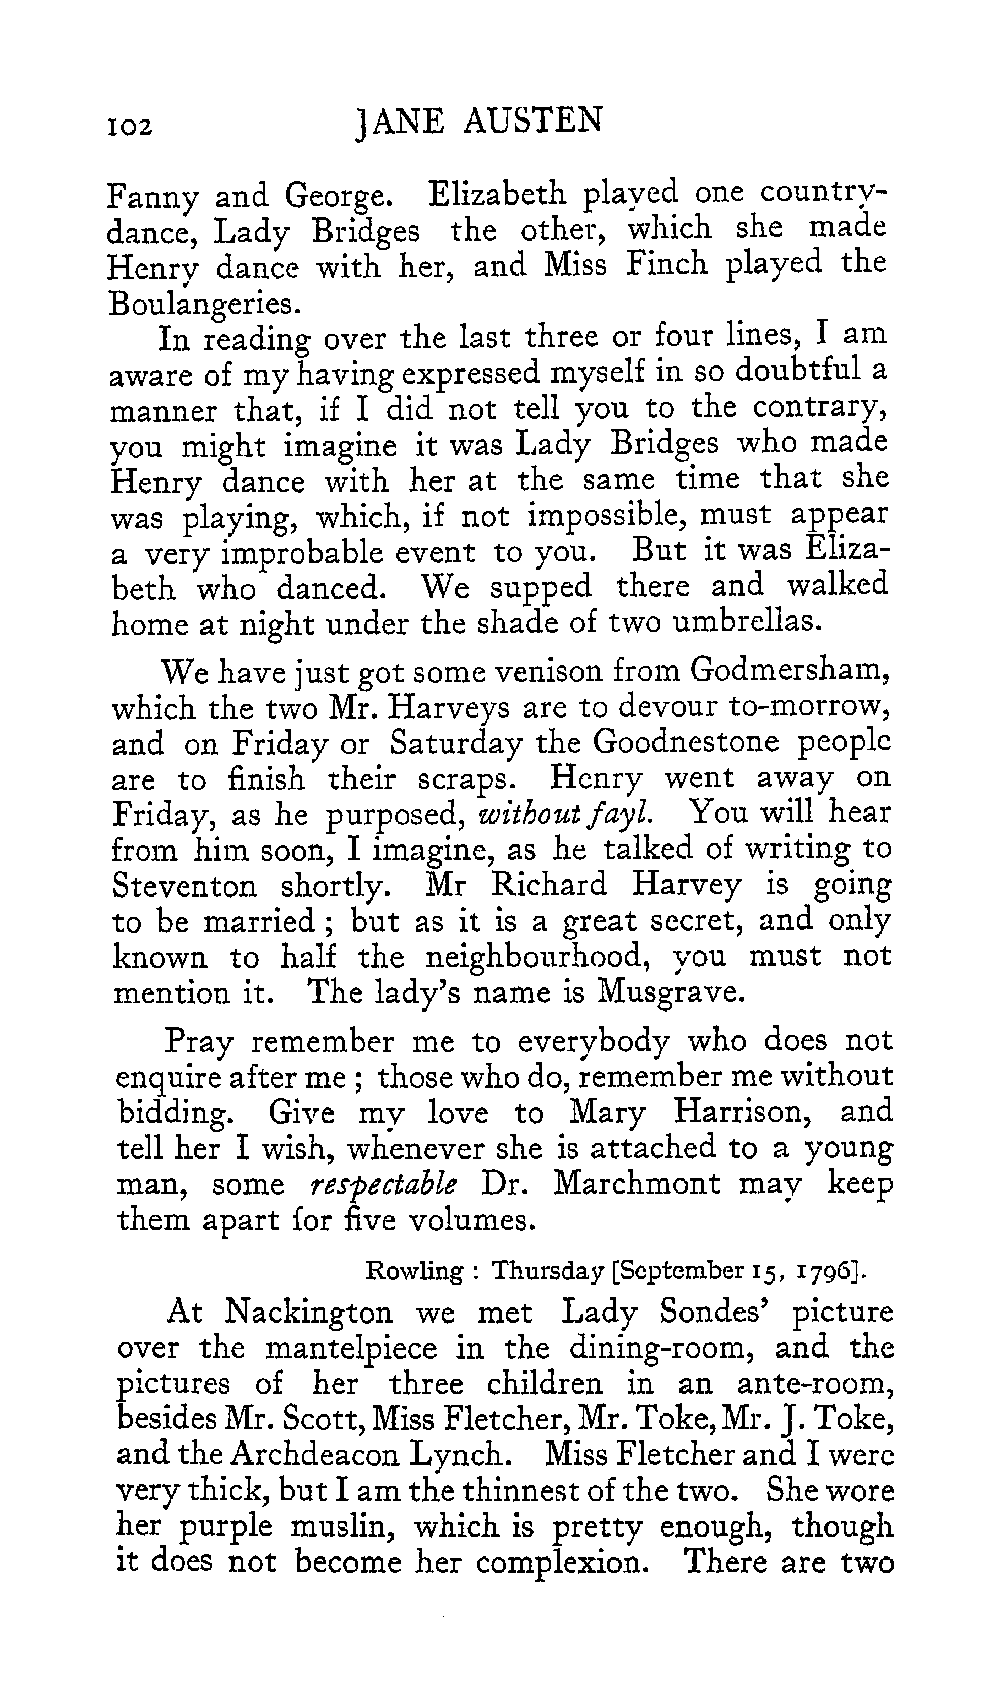 102 JANE AUSTEN
Fanny and George. Elizabeth played one country-
dance, Lady Bridges the other, which she made
Henry dance with her, and Miss Finch played the
Boulangeries.
In reading over the last three or four lines, I am
aware of my having expressed myself in so doubtful a
manner that, if I did not tell you to the contrary,
you might imagine it was Lady Bridges who made
Henry dance with her at the same time that she
was playing, which, if not impossible, must appear
a very improbable event to you. But it was Eliza-
beth who danced. We supped there and walked
home at night under the shade of two umbrellas.
We have just got some venison from Godmersham,
which the two Mr. Harveys are to devour to-morrow,
and on Friday or Saturday the Goodnestone people
are to finish their scraps. Henry went away on
Friday, as he purposed, without fayl. You will hear
from him soon, I imagine, as he talked of writing to
Steventon shortly. Mr Richard Harvey is going
to be married ; but as it is a great secret, and only
known to half the neighbourhood, you must not
mention it. The lady's name is Musgrave.
Pray remember me to everybody who does not
enquire after me ; those who do, remember me without
bidding. Give my love to Mary Harrison, and
tell her I wish, whenever she is attached to a young
man, some respectable Dr. Marchmont may keep
them apart for five volumes.
Rowling : Thursday [September 15, 1796].
At Nackington we met Lady Sondes' picture
over the mantelpiece in the dining-room, and the
pictures of her three children in an ante-room,
besides Mr. Scott, Miss Fletcher, Mr. Toke, Mr. J. Toke,
and the Archdeacon Lynch. Miss Fletcher and I were
very thick, but I am the thinnest of the two. She wore
her purple muslin, which is pretty enough, though
it does not become her complexion. There are two